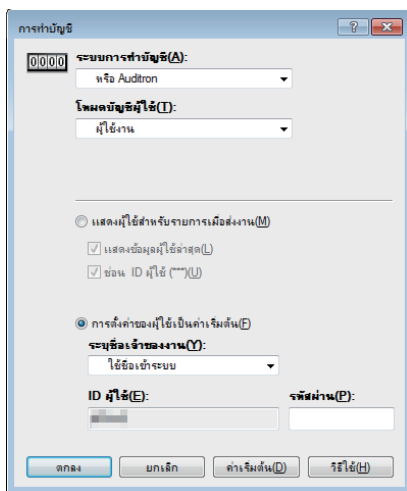 การทำบัญชี
0000
ระบบการทำบัญชี(A):
หรือ Auditron
โหมดบัญชีผู้ใช้(T):
ผู้ใช้งาน
แสดงผู้ใช้สำหรับรายการเมื่อส่งงาน(M)
แสดงข้อมูลผู้ใช้ล่าสุด(L)
ซ่อน ID ผู้ใช้ (***)(U)
การตั้งค่าของผู้ใช้เป็นค่าเริ่มต้น(F)
ระบุชื่อเจ้าของงาน(Y):
ใช้ชื่อเข้าระบบ
ID ผู้ใช้(E): รหัสผ่าน(P):
ตกลง ยกเลิก ค่าเริ่มต้น(D) วิธีใช้(H)